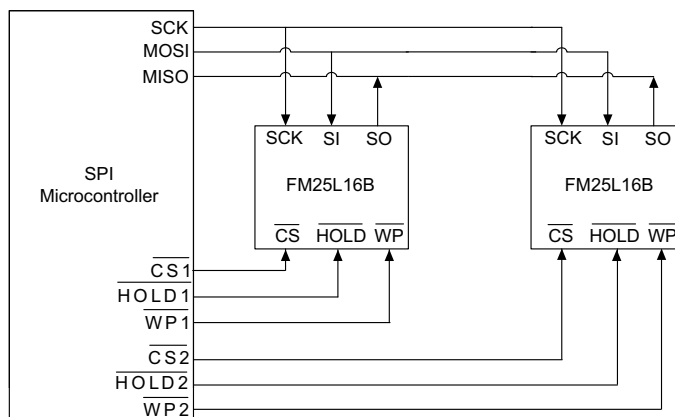 SCK
MOSI
MISO
SCK SI SO
SCK SI SO
SPI
Microcontroller
FM25L16B
FM25L16B
CS HOLD WP
CS HOLD WP
CS1
HOLD1
WP1
CS2
HOLD2
WP2